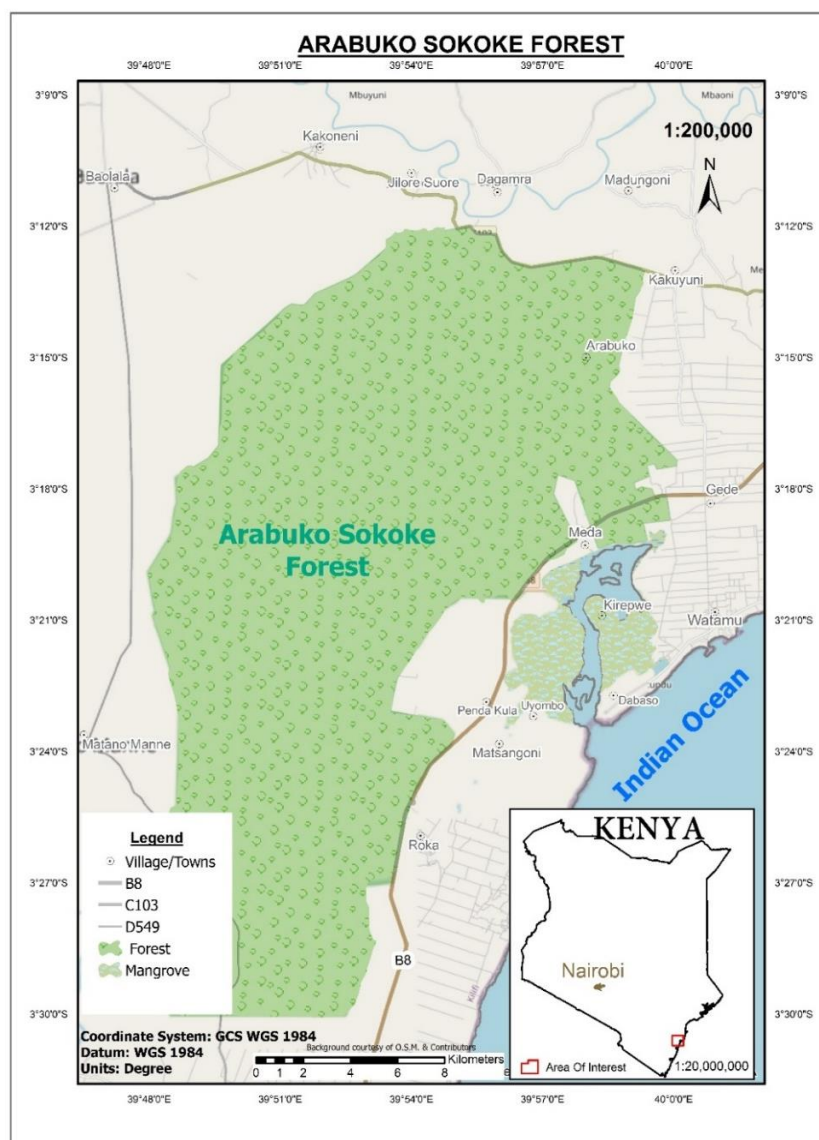 ARABUKO SOKOKE FOREST
39°48'0"E 39°51'0"E 39°54'0"E 39°57'0"E 40°0'0"E
3°9'0"S 3°9'0"S
Mbuyuni Mbaoni
1:200,000
Kakoneni
N
Baolala
Jilore Suore Dagamra Madungoni
3°12'0"S 3°12'0"S
Kakuyuni
3°15'0"S 3°15'0"S
Arabuko
3°18'0"S 3°18'0"S
Gede
Meda
Arabuko Sokoke
Forest
3°21'0"S 3°21'0"S
Kirepwe
Watamu
Dabaso
Penda Kula Uyombo
Indian Ocean
3°24'0"S 3°24'0"S
Matano Manne
Matsangoni
Roka
3°27'0"S 3°27'0"S
B8
Kilifi
3°30'0"S 3°30'0"S
Legend
Village/Towns
B8
C103
D549
Forest
Mangrove
KENYA
Nairobi
Area Of Interest 1:20,000,000
Coordinate System: GCS WGS 1984
Datum: WGS 1984
Units: Degree
Background courtesy of O.S.M. & Contributors
Kilometers
0 1 2 4 6 8
39°48'0"E 39°51'0"E 39°54'0"E 39°57'0"E 40°0'0"E